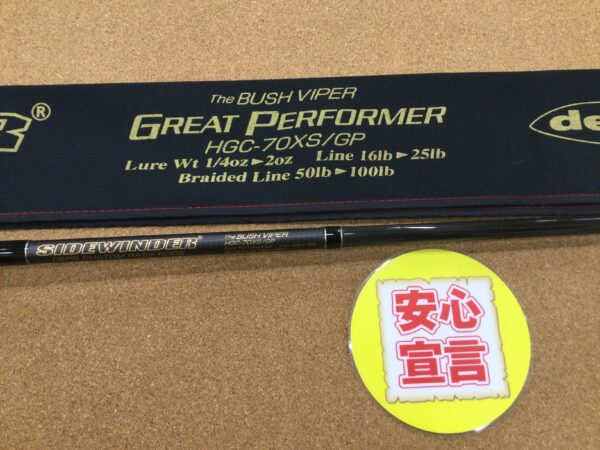 R®
The BUSH VIPER
GREAT PERFORMER
HGC-70XS/GP
Lure Wt 1/4oz►2oz Line 16lb►25lb
Braided Line 50lb►100lb
de
SIDEWINDER®
The BUSH VIPER
HGC-70XS/GP
安心
宣言